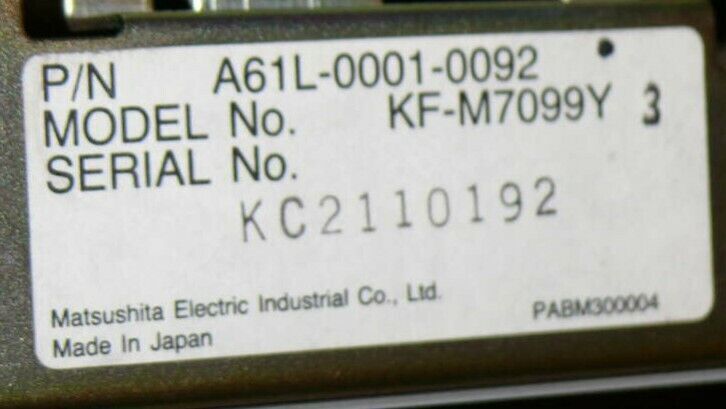 P/N A61L-0001-0092
MODEL No. KF-M7099Y 3
SERIAL No.
KC2110192
Matsushita Electric Industrial Co., Ltd.
Made In Japan PABM300004